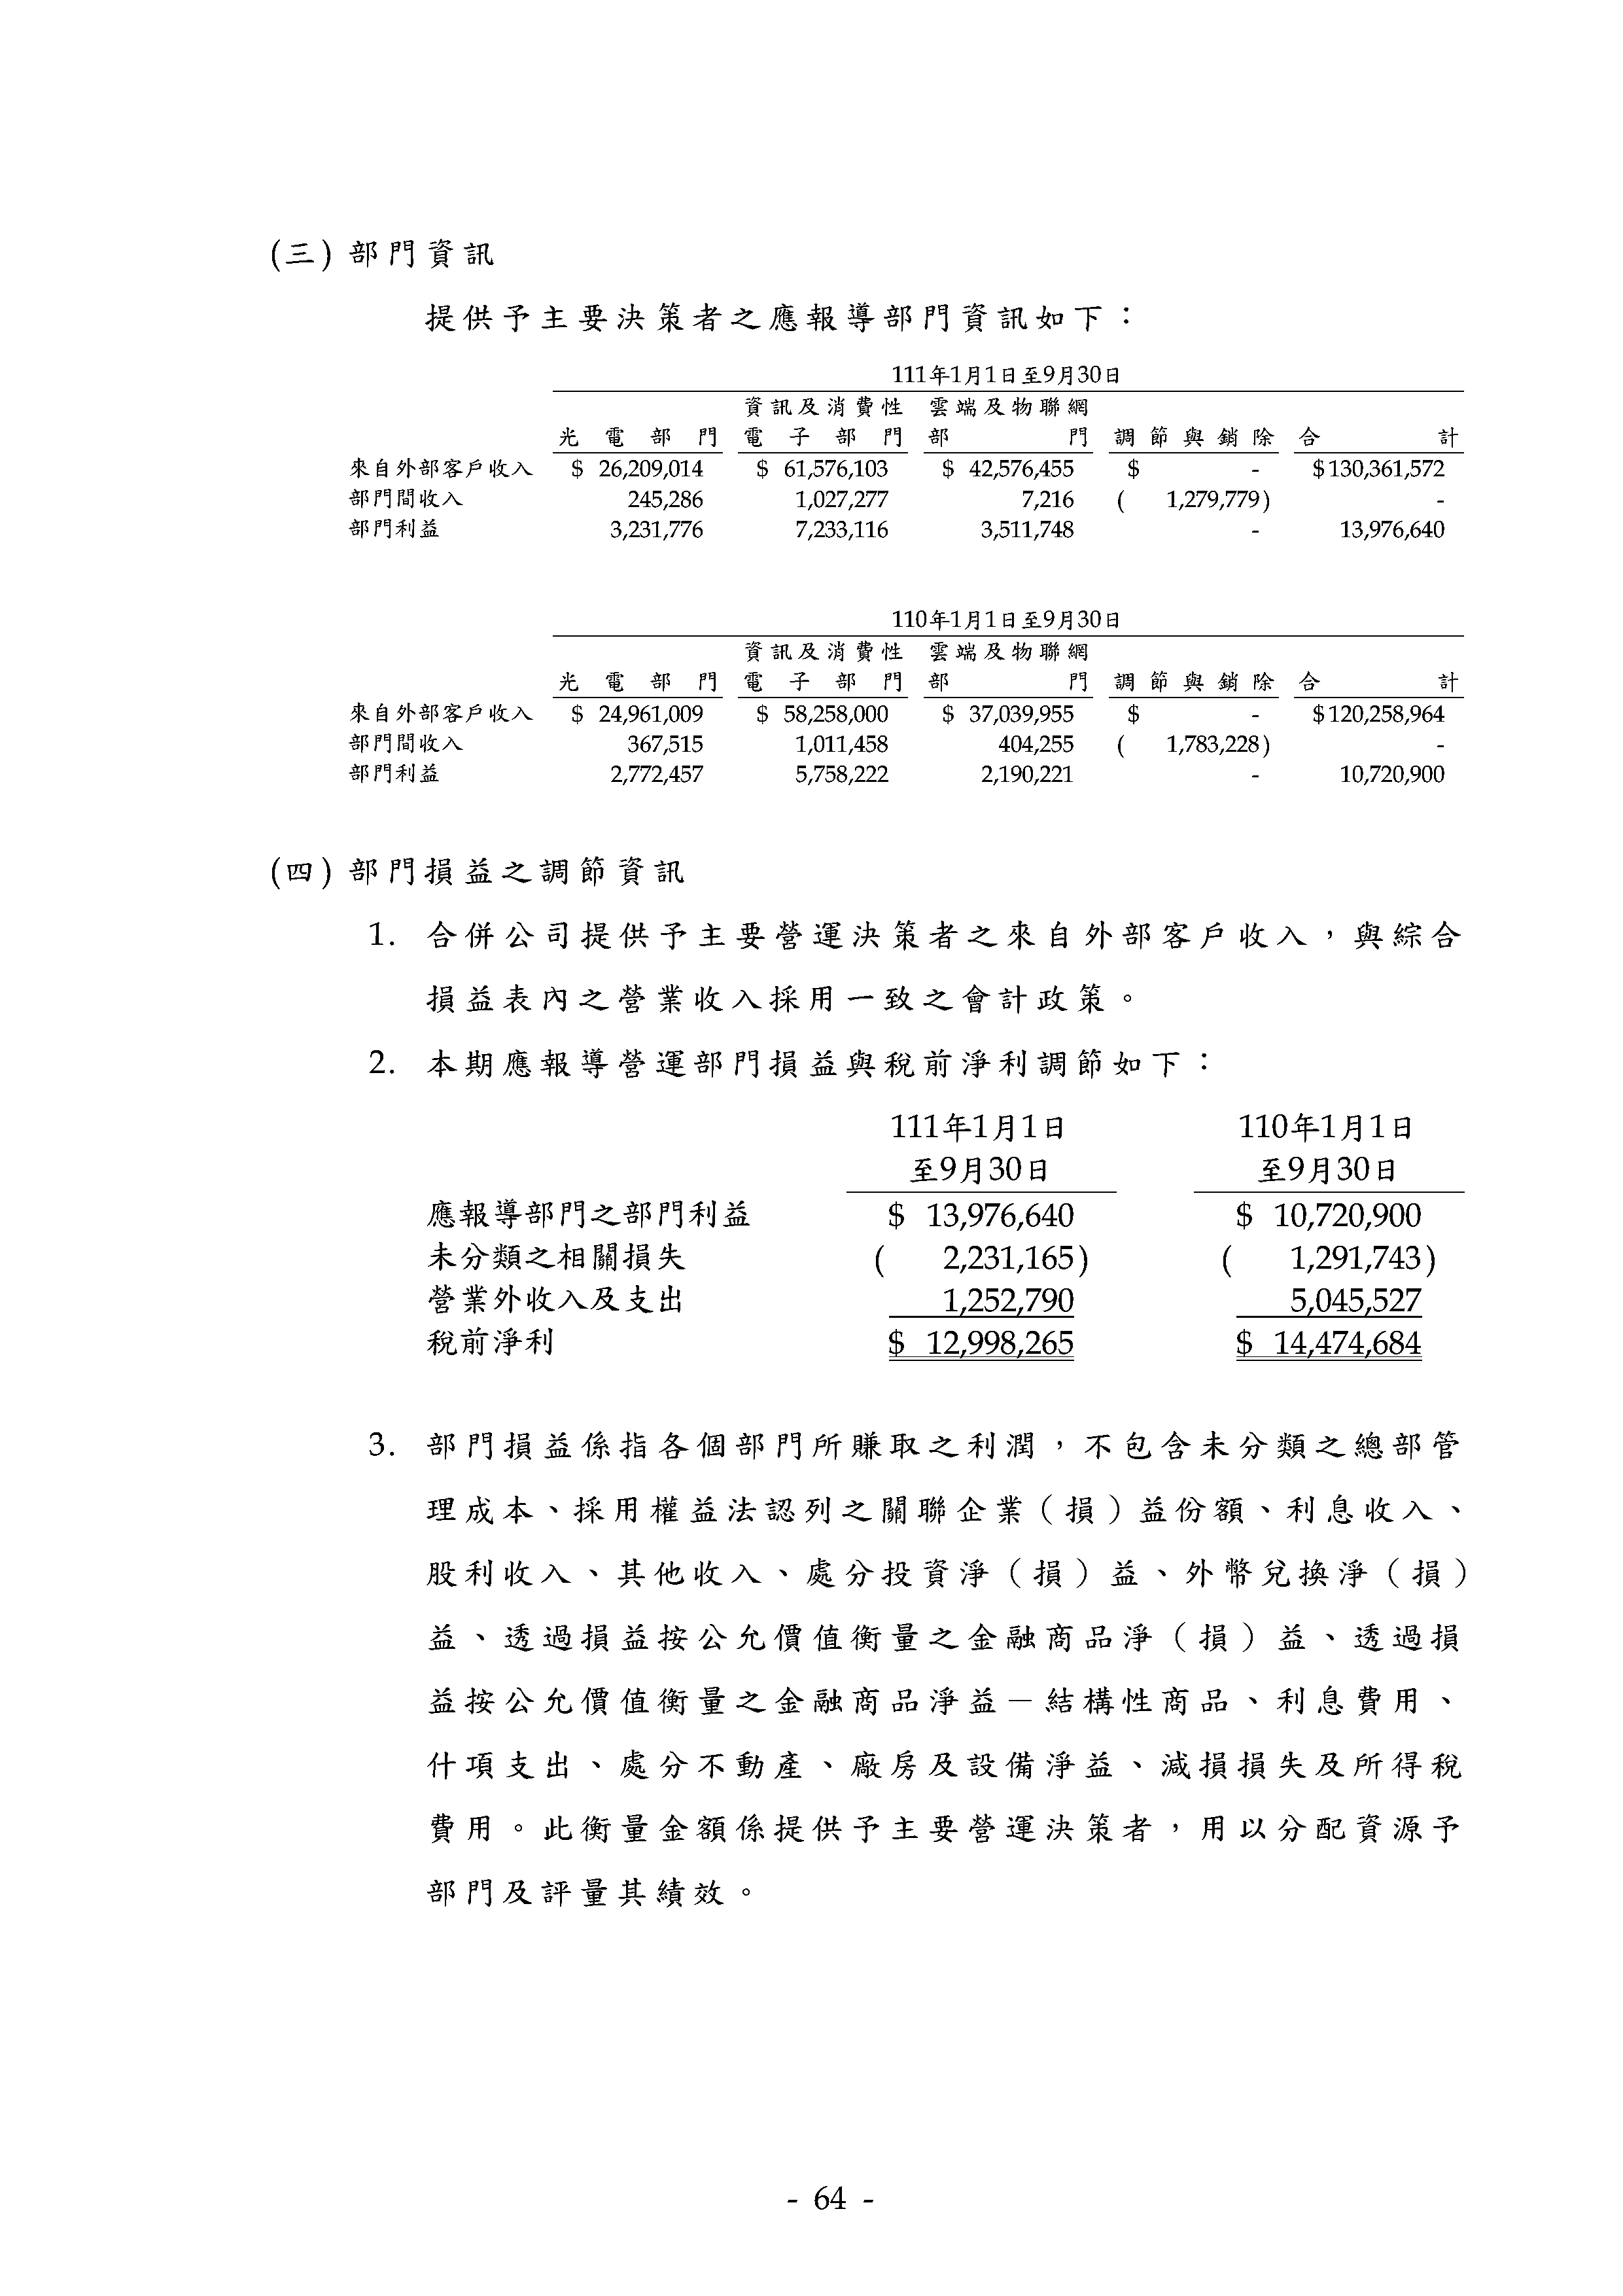 (三) 部門資訊
提供予主要決策者之應報導部門資訊如下：
111年1月1日至9月30日
資訊及消費性 雲端及物聯網
光電部門 電子部門 部門 調節與銷除 合計
來自外部客戶收入 $ 26,209,014 $ 61,576,103 $ 42,576,455 $ - $130,361,572
部門間收入 245,286 1,027,277 7,216 ( 1,279,779) -
部門利益 3,231,776 7,233,116 3,511,748 - 13,976,640
110年1月1日至9月30日
資訊及消費性 雲端及物聯網
光電部門 電子部門 部門 調節與銷除 合計
來自外部客戶收入 $ 24,961,009 $ 58,258,000 $ 37,039,955 $ - $120,258,964
部門間收入 367,515 1,011,458 404,255 ( 1,783,228) -
部門利益 2,772,457 5,758,222 2,190,221 - 10,720,900
(四) 部門損益之調節資訊
1. 合併公司提供予主要營運決策者之來自外部客戶收入，與綜合
損益表內之營業收入採用一致之會計政策。
2. 本期應報導營運部門損益與稅前淨利調節如下：
111年1月1日 110年1月1日
至9月30日 至9月30日
應報導部門之部門利益 $ 13,976,640 $ 10,720,900
未分類之相關損失 ( 2,231,165) ( 1,291,743)
營業外收入及支出 1,252,790 5,045,527
稅前淨利 $ 12,998,265 $ 14,474,684
3. 部門損益係指各個部門所賺取之利潤，不包含未分類之總部管
理成本、採用權益法認列之關聯企業（損）益份額、利息收入、
股利收入、其他收入、處分投資淨（損）益、外幣兌換淨（損）
益、透過損益按公允價值衡量之金融商品淨（損）益、透過損
益按公允價值衡量之金融商品淨益－結構性商品、利息費用、
什項支出、處分不動產、廠房及設備淨益、減損損失及所得稅
費用。此衡量金額係提供予主要營運決策者，用以分配資源予
部門及評量其績效。
- 64 -